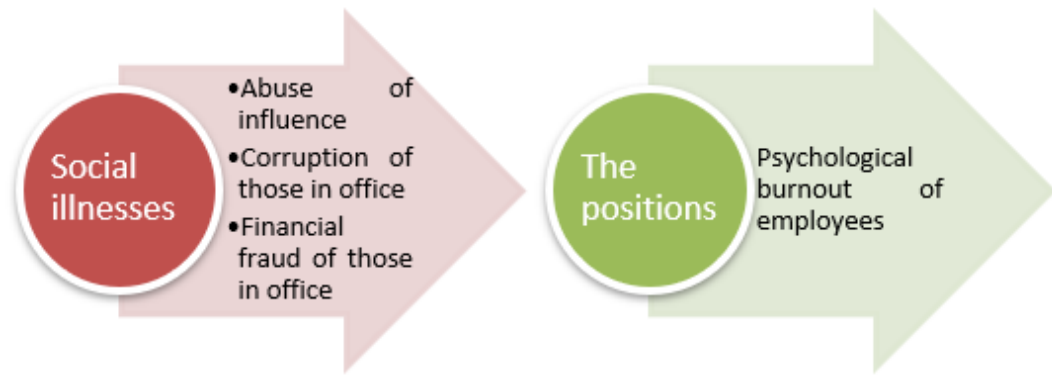 Social
illnesses
•Abuse of
influence
•Corruption of
those in office
•Financial
fraud of those
in office
The
positions
Psychological
burnout of
employees